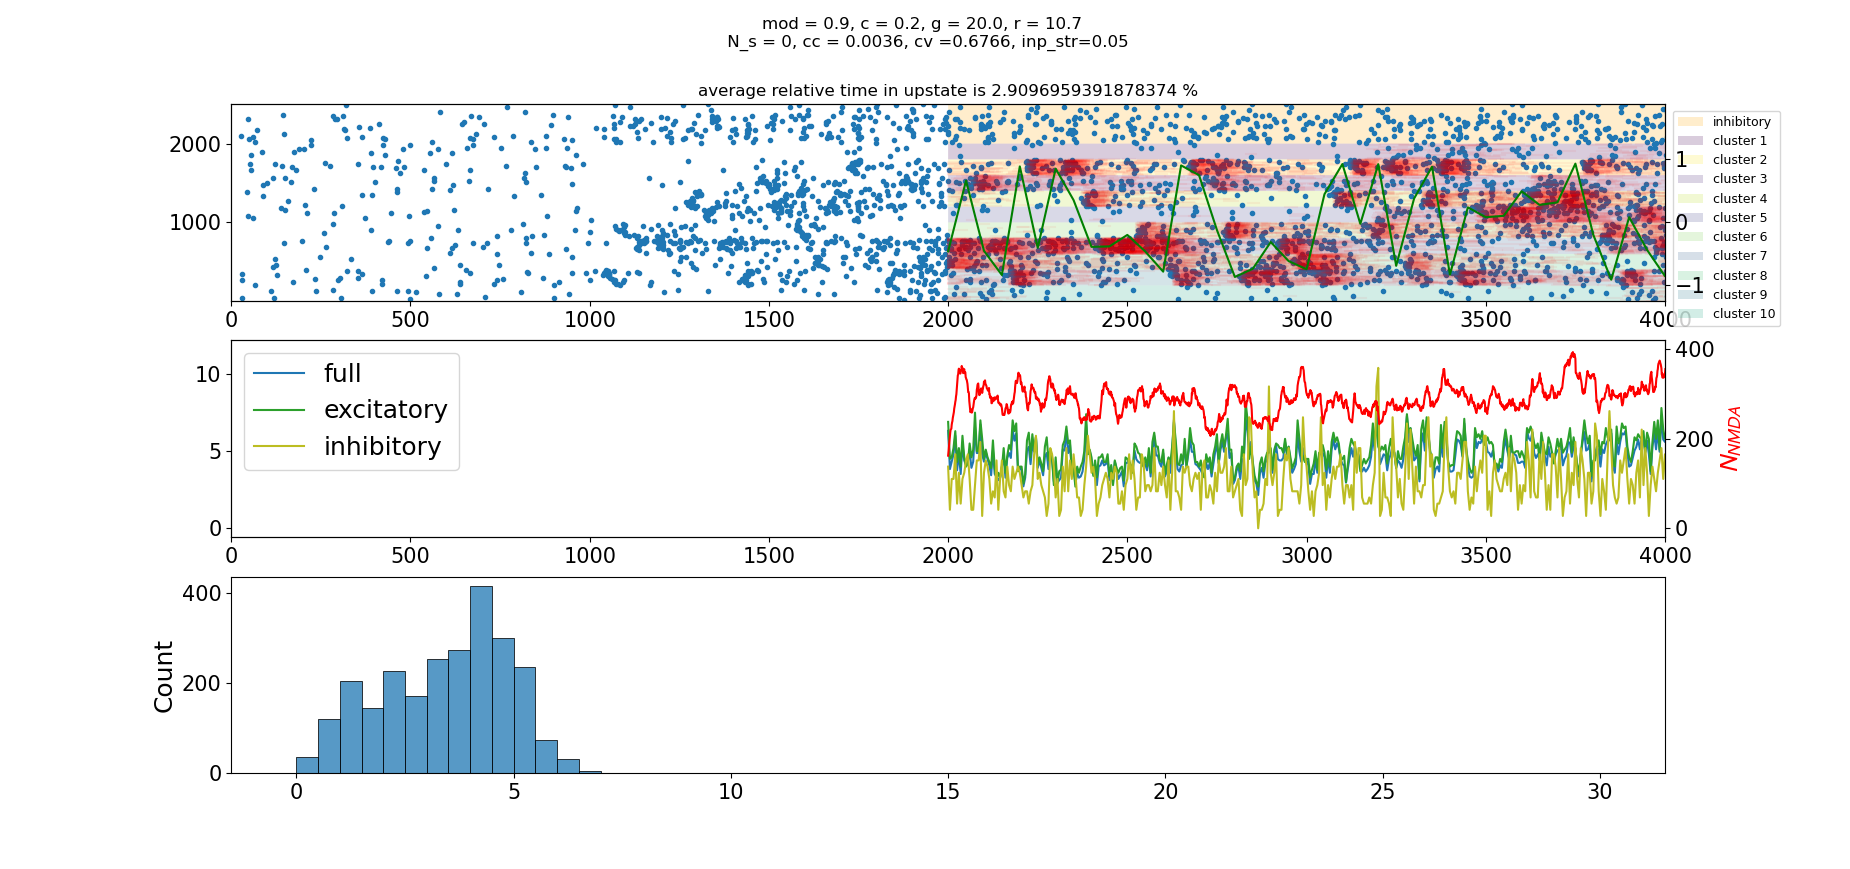 mod = 0.9, c = 0.2, g = 20.0, r = 10.7
N_s = 0, cc = 0.0036, cv =0.6766, inp_str=0.05
average relative time in upstate is 2.9096959391878374 %
2000
1000
0
500
1000
1500
2000
2500
3000
3500
4000
1
0
−1
inhibitory
cluster 1
cluster 2
cluster 3
cluster 4
cluster 5
cluster 6
cluster 7
cluster 8
cluster 9
cluster 10
10
5
0
full
excitatory
inhibitory
400
200
0
N_NMDA
0
500
1000
1500
2000
2500
3000
3500
4000
Count
400
200
0
0
5
10
15
20
25
30